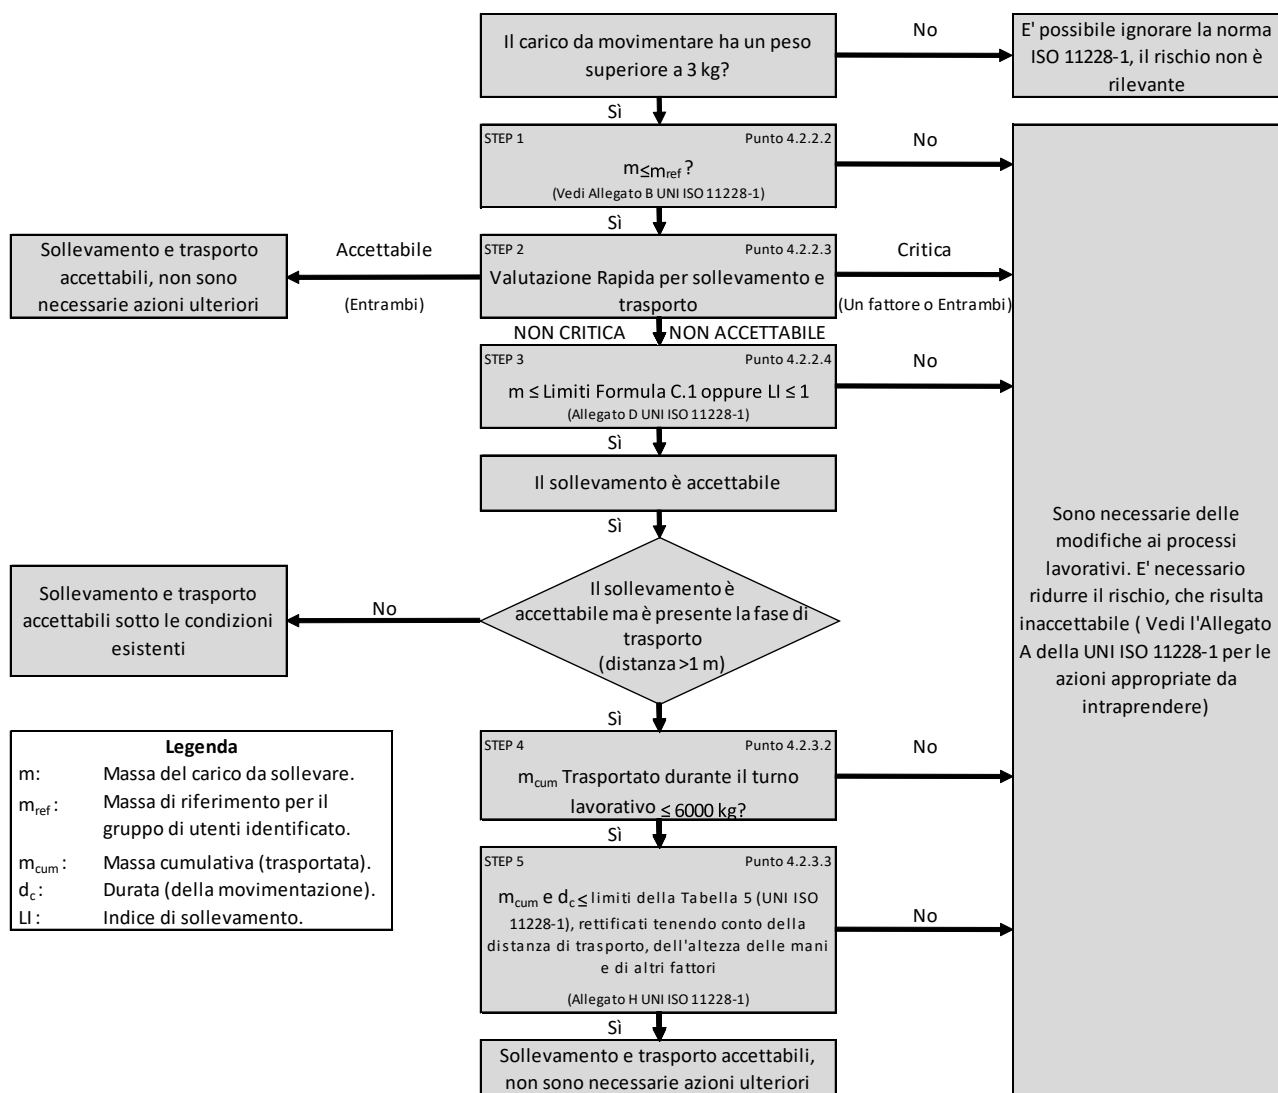 Il carico da movimentare ha un peso
superiore a 3 kg?
No
E' possibile ignorare la norma
ISO 11228-1, il rischio non è
rilevante
Sì
STEP 1 Punto 4.2.2.2
m≤mref ?
(Vedi Allegato B UNI ISO 11228-1)
No
Sì
Sollevamento e trasporto
accettabili, non sono
necessarie azioni ulteriori
Accettabile
(Entrambi)
STEP 2 Punto 4.2.2.3
Valutazione Rapida per sollevamento e
trasporto
Critica
(Un fattore o Entrambi)
NON CRITICA NON ACCETTABILE
STEP 3 Punto 4.2.2.4
m ≤ Limiti Formula C.1 oppure LI ≤ 1
(Allegato D UNI ISO 11228-1)
No
Sì
Il sollevamento è accettabile
Sì
Il sollevamento è
accettabile ma è presente la fase di
trasporto
(distanza >1 m)
No
Sollevamento e trasporto
accettabili sotto le condizioni
esistenti
Sono necessarie delle
modifiche ai processi
lavorativi. E' necessario
ridurre il rischio, che risulta
inaccettabile ( Vedi l'Allegato
A della UNI ISO 11228-1 per le
azioni appropriate da
intraprendere)
Sì
STEP 4 Punto 4.2.3.2
mcum Trasportato durante il turno
lavorativo ≤ 6000 kg?
No
Sì
STEP 5 Punto 4.2.3.3
mcum e dc ≤ limiti della Tabella 5 (UNI ISO
11228-1), rettificati tenendo conto della
distanza di trasporto, dell'altezza delle mani
e di altri fattori
(Allegato H UNI ISO 11228-1)
No
Sì
Sollevamento e trasporto accettabili,
non sono necessarie azioni ulteriori
Legenda
m: Massa del carico da sollevare.
mref : Massa di riferimento per il
gruppo di utenti identificato.
mcum : Massa cumulativa (trasportata).
dc : Durata (della movimentazione).
LI : Indice di sollevamento.